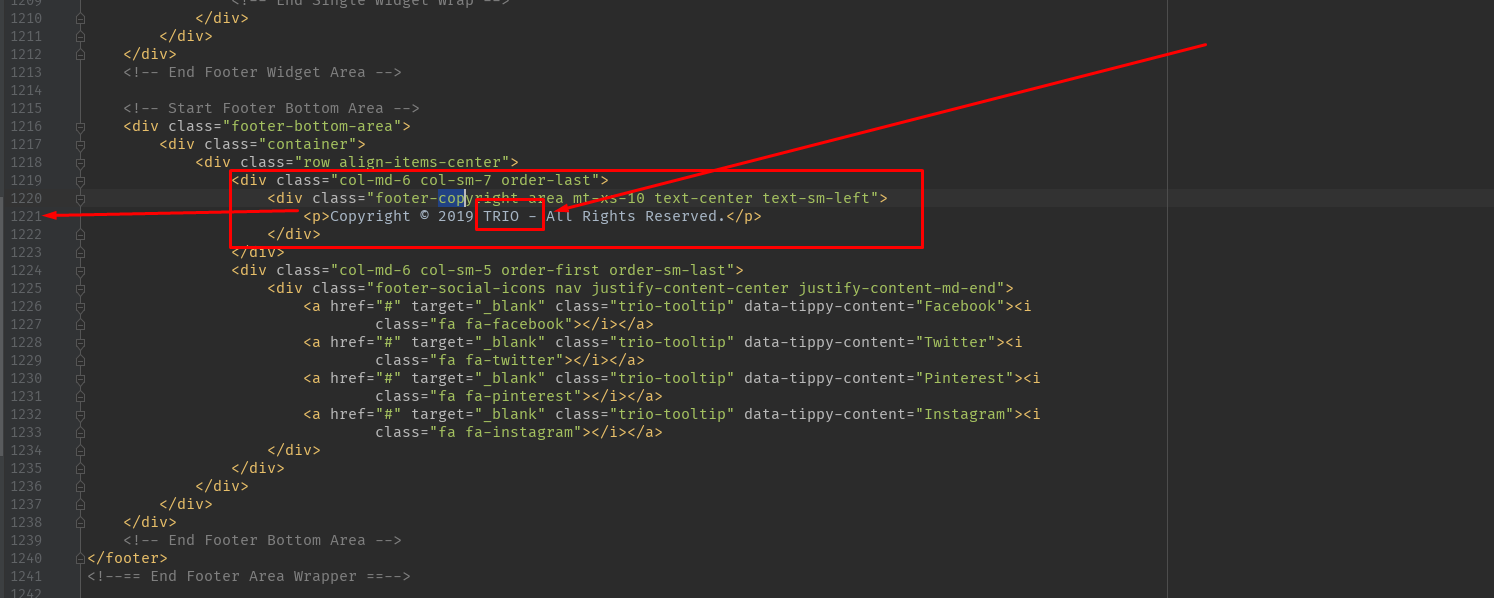 1209 <!-- End Single Widget Wrap -->
1210 </div>
1211 </div>
1212 </div>
1213 <!-- End Footer Widget Area -->
1214
1215 <!-- Start Footer Bottom Area -->
1216 <div class="footer-bottom-area">
1217 <div class="container">
1218 <div class="row align-items-center">
1219 <div class="col-md-6 col-sm-7 order-last">
1220 <div class="footer-copyright-area mt-xs-10 text-center text-sm-left">
1221 <p>Copyright © 2019 TRIO - All Rights Reserved.</p>
1222 </div>
1223 </div>
1224 <div class="col-md-6 col-sm-5 order-first order-sm-last">
1225 <div class="footer-social-icons nav justify-content-center justify-content-md-end">
1226 <a href="#" target="_blank" class="trio-tooltip" data-tippy-content="Facebook"><i
1227 class="fa fa-facebook"></i></a>
1228 <a href="#" target="_blank" class="trio-tooltip" data-tippy-content="Twitter"><i
1229 class="fa fa-twitter"></i></a>
1230 <a href="#" target="_blank" class="trio-tooltip" data-tippy-content="Pinterest"><i
1231 class="fa fa-pinterest"></i></a>
1232 <a href="#" target="_blank" class="trio-tooltip" data-tippy-content="Instagram"><i
1233 class="fa fa-instagram"></i></a>
1234 </div>
1235 </div>
1236 </div>
1237 </div>
1238 </div>
1239 <!-- End Footer Bottom Area -->
1240 </footer>
1241 <!--== End Footer Area Wrapper ==-->
1242